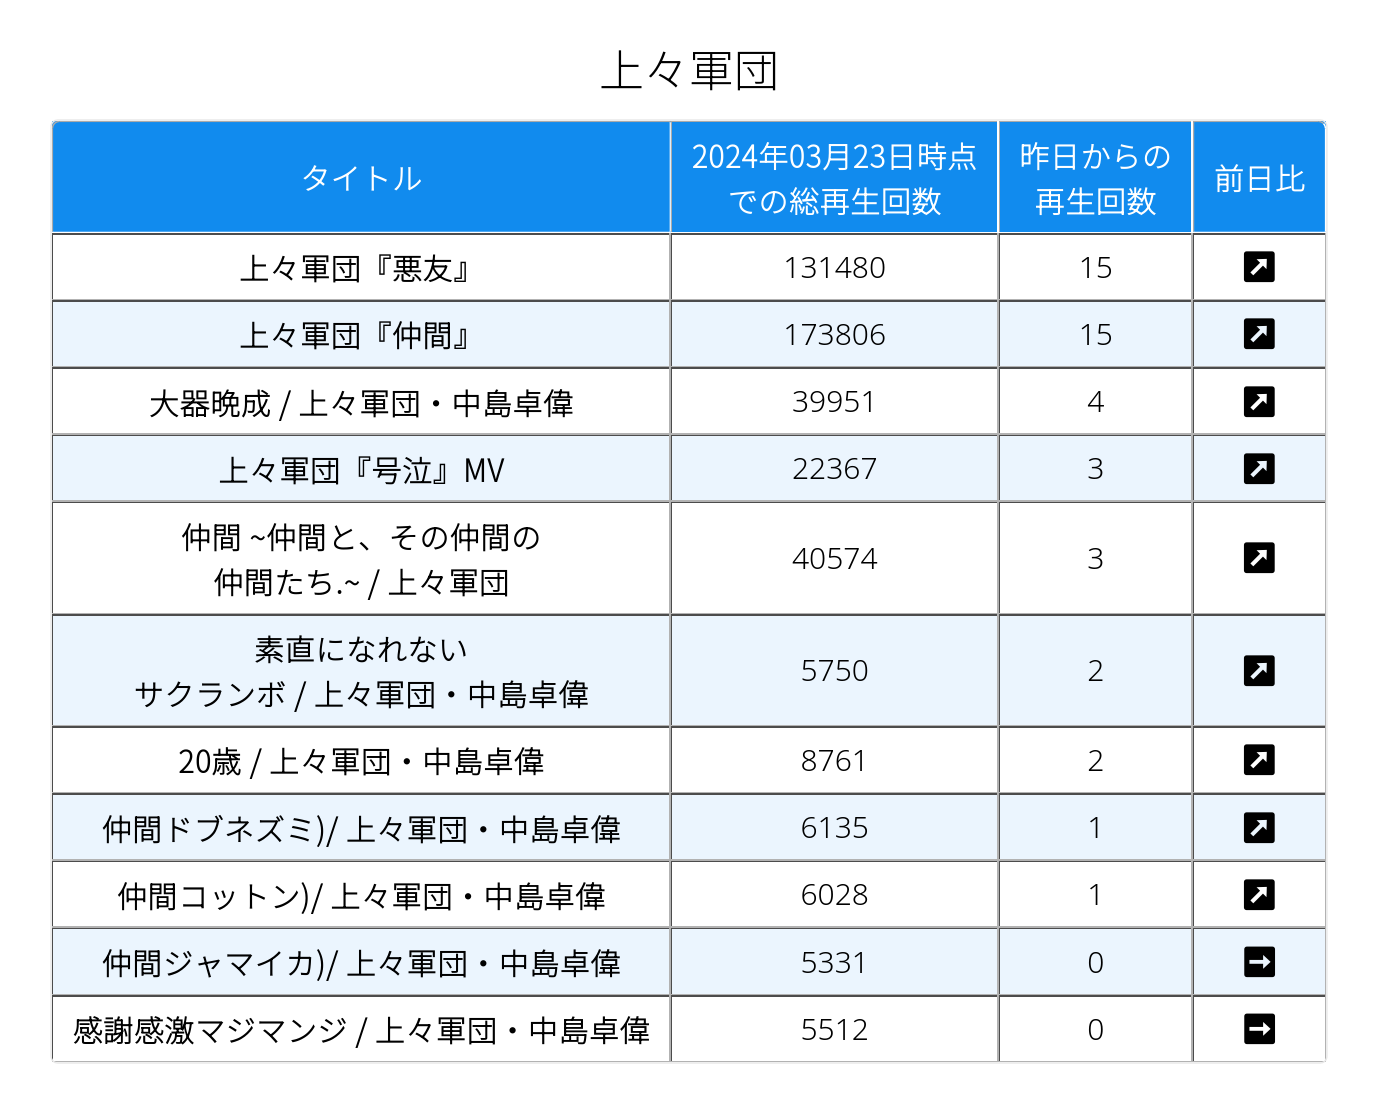 上々軍団
タイトル
2024年03月23日時点
での総再生回数
昨日からの
再生回数
前日比
上々軍団『悪友』 131480 15
上々軍団『仲間』 173806 15
大器晩成 / 上々軍団・中島卓偉 39951 4
上々軍団『号泣』MV 22367 3
仲間 ~仲間と、その仲間の
仲間たち.~ / 上々軍団 40574 3
素直になれない
サクランボ / 上々軍団・中島卓偉 5750 2
20歳 / 上々軍団・中島卓偉 8761 2
仲間ドブネズミ)/ 上々軍団・中島卓偉 6135 1
仲間コットン)/ 上々軍団・中島卓偉 6028 1
仲間ジャマイカ)/ 上々軍団・中島卓偉 5331 0
感謝感激マジマンジ / 上々軍団・中島卓偉 5512 0